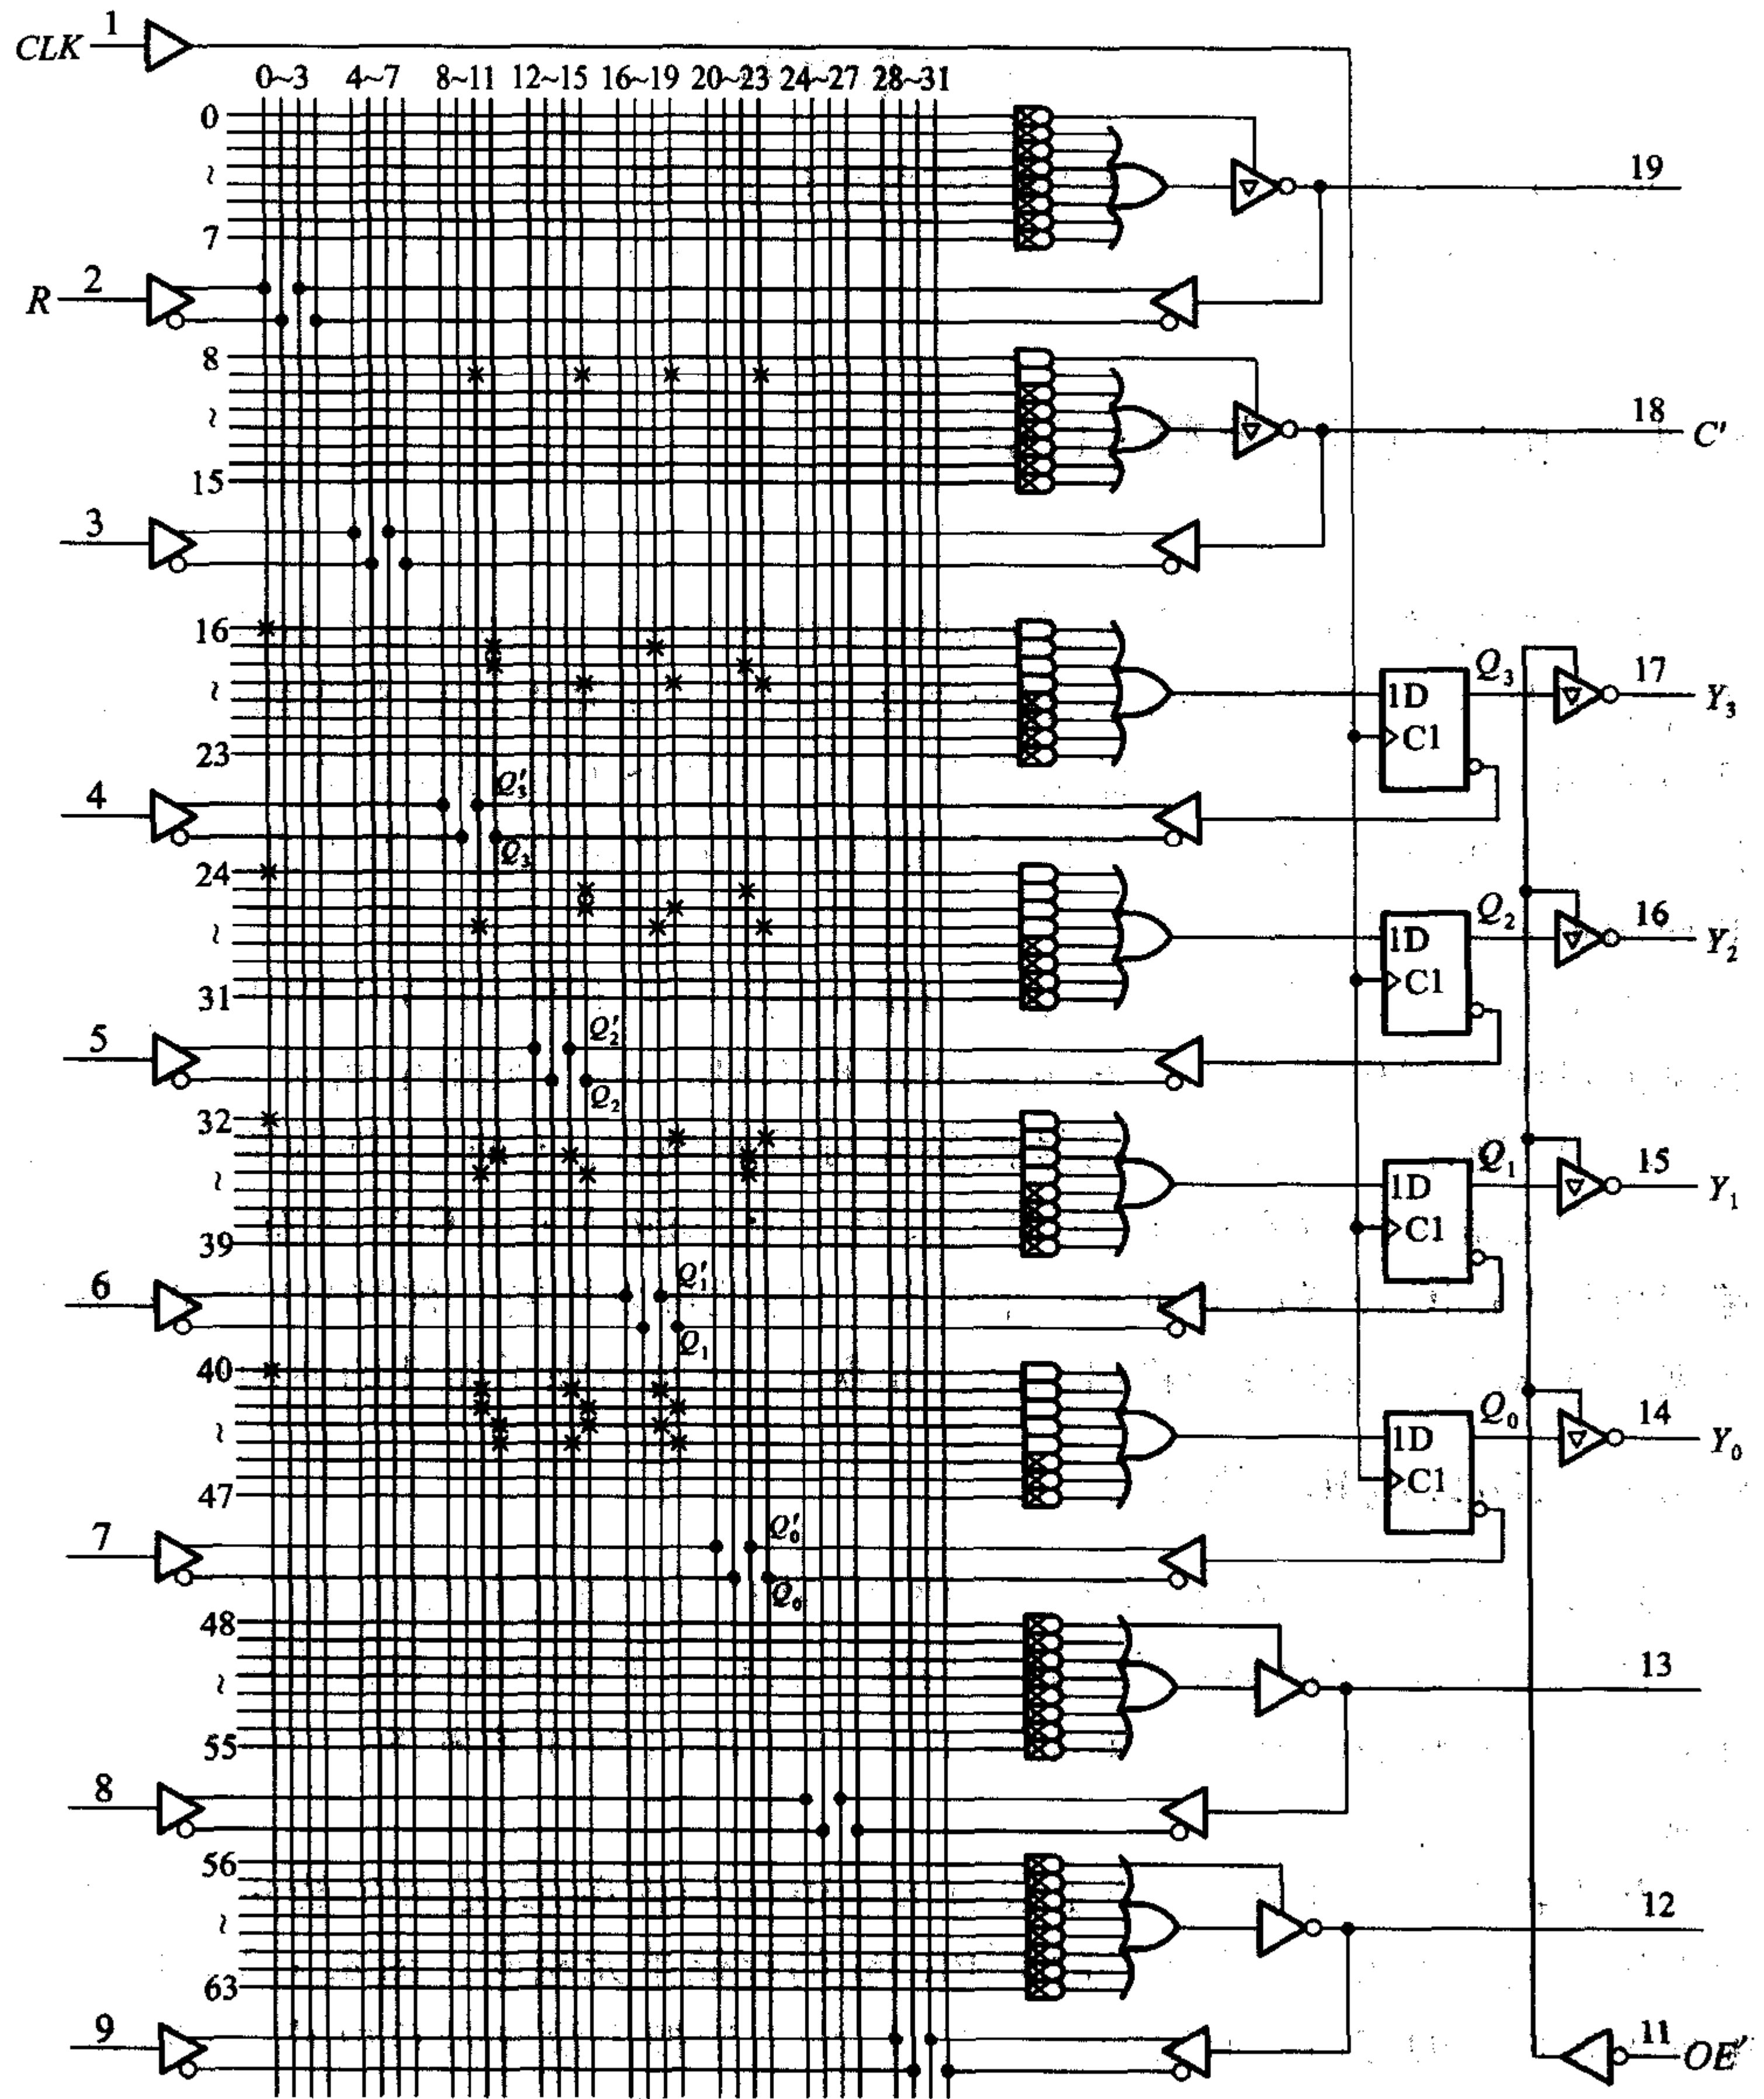 CLK 1
0~3 4~7 8~11 12~15 16~19 20~23 24~27 28~31
0
~
7
19
R 2
8
~
15
18 C'
3
16
~
23
Q₃ 1D C1 17 Y₃
4 Q₃' Q₃
24
~
31
Q₂ 1D C1 16 Y₂
5 Q₂' Q₂
32
~
39
Q₁ 1D C1 15 Y₁
6 Q₁' Q₁
40
~
47
Q₀ 1D C1 14 Y₀
7 Q₀' Q₀
48
~
55
13
8
56
~
63
12
9
11 OE'